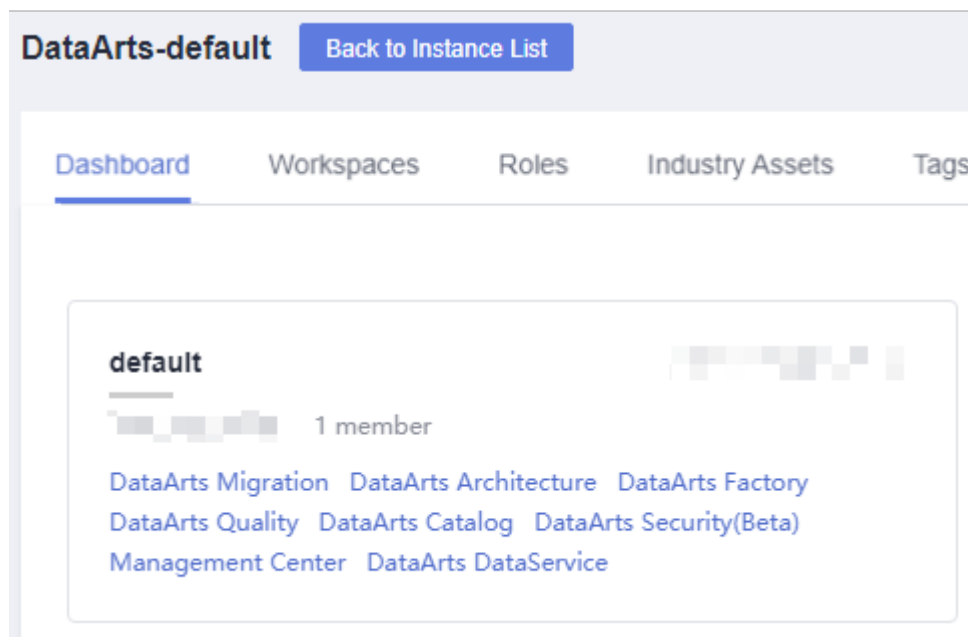 DataArts-default Back to Instance List
Dashboard Workspaces Roles Industry Assets Tags
default
1 member
DataArts Migration DataArts Architecture DataArts Factory
DataArts Quality DataArts Catalog DataArts Security(Beta)
Management Center DataArts DataService